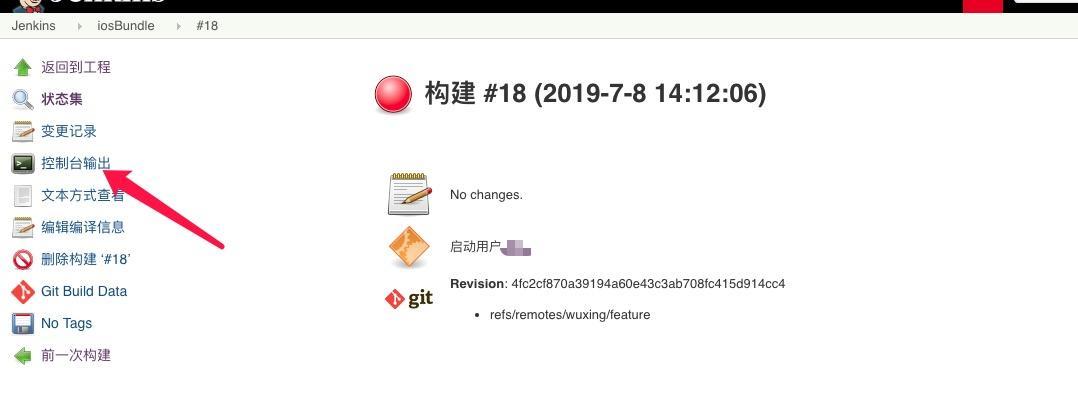 Jenkins
Jenkins iosBundle #18
返回到工程
状态集
变更记录
控制台输出
文本方式查看
编辑编译信息
删除构建 ‘#18’
Git Build Data
No Tags
前一次构建
构建 #18 (2019-7-8 14:12:06)
No changes.
启动用户
git
Revision: 4fc2cf870a39194a60e43c3ab708fc415d914cc4
refs/remotes/wuxing/feature